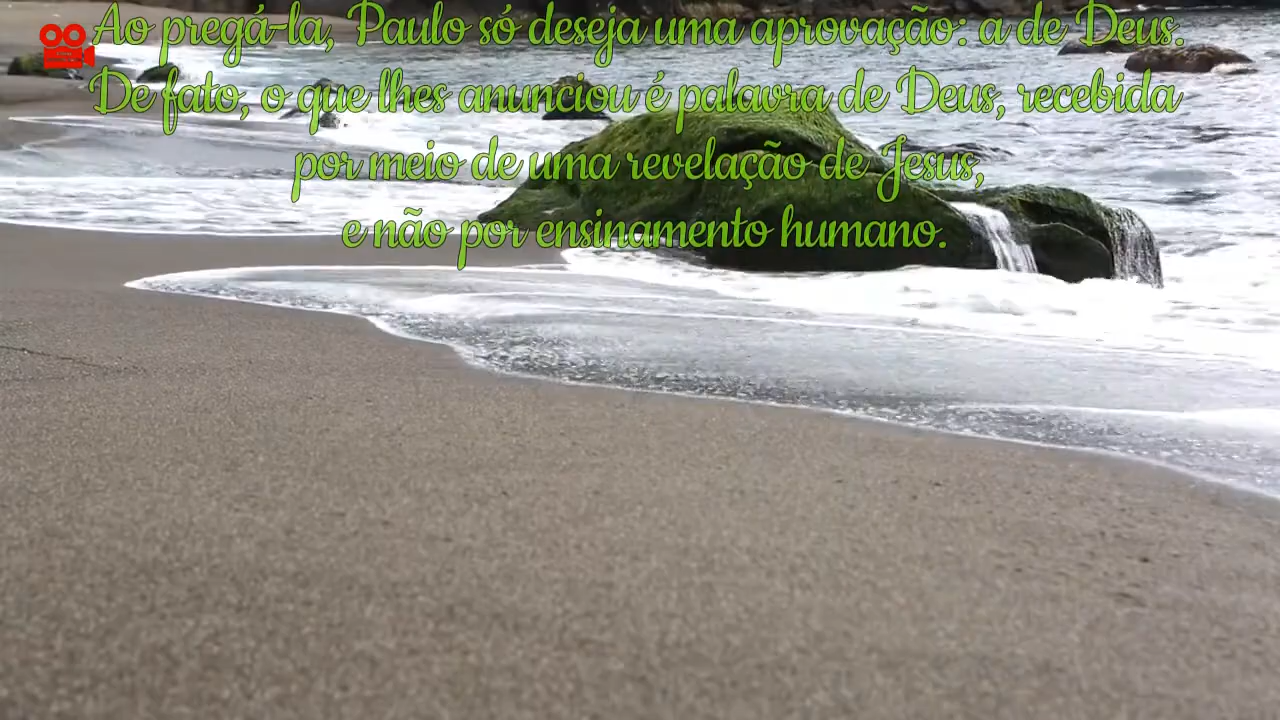 Ao pregá-la, Paulo só deseja uma aprovação: a de Deus.
De fato, o que lhes anunciou é palavra de Deus, recebida
por meio de uma revelação de Jesus,
e não por ensinamento humano.